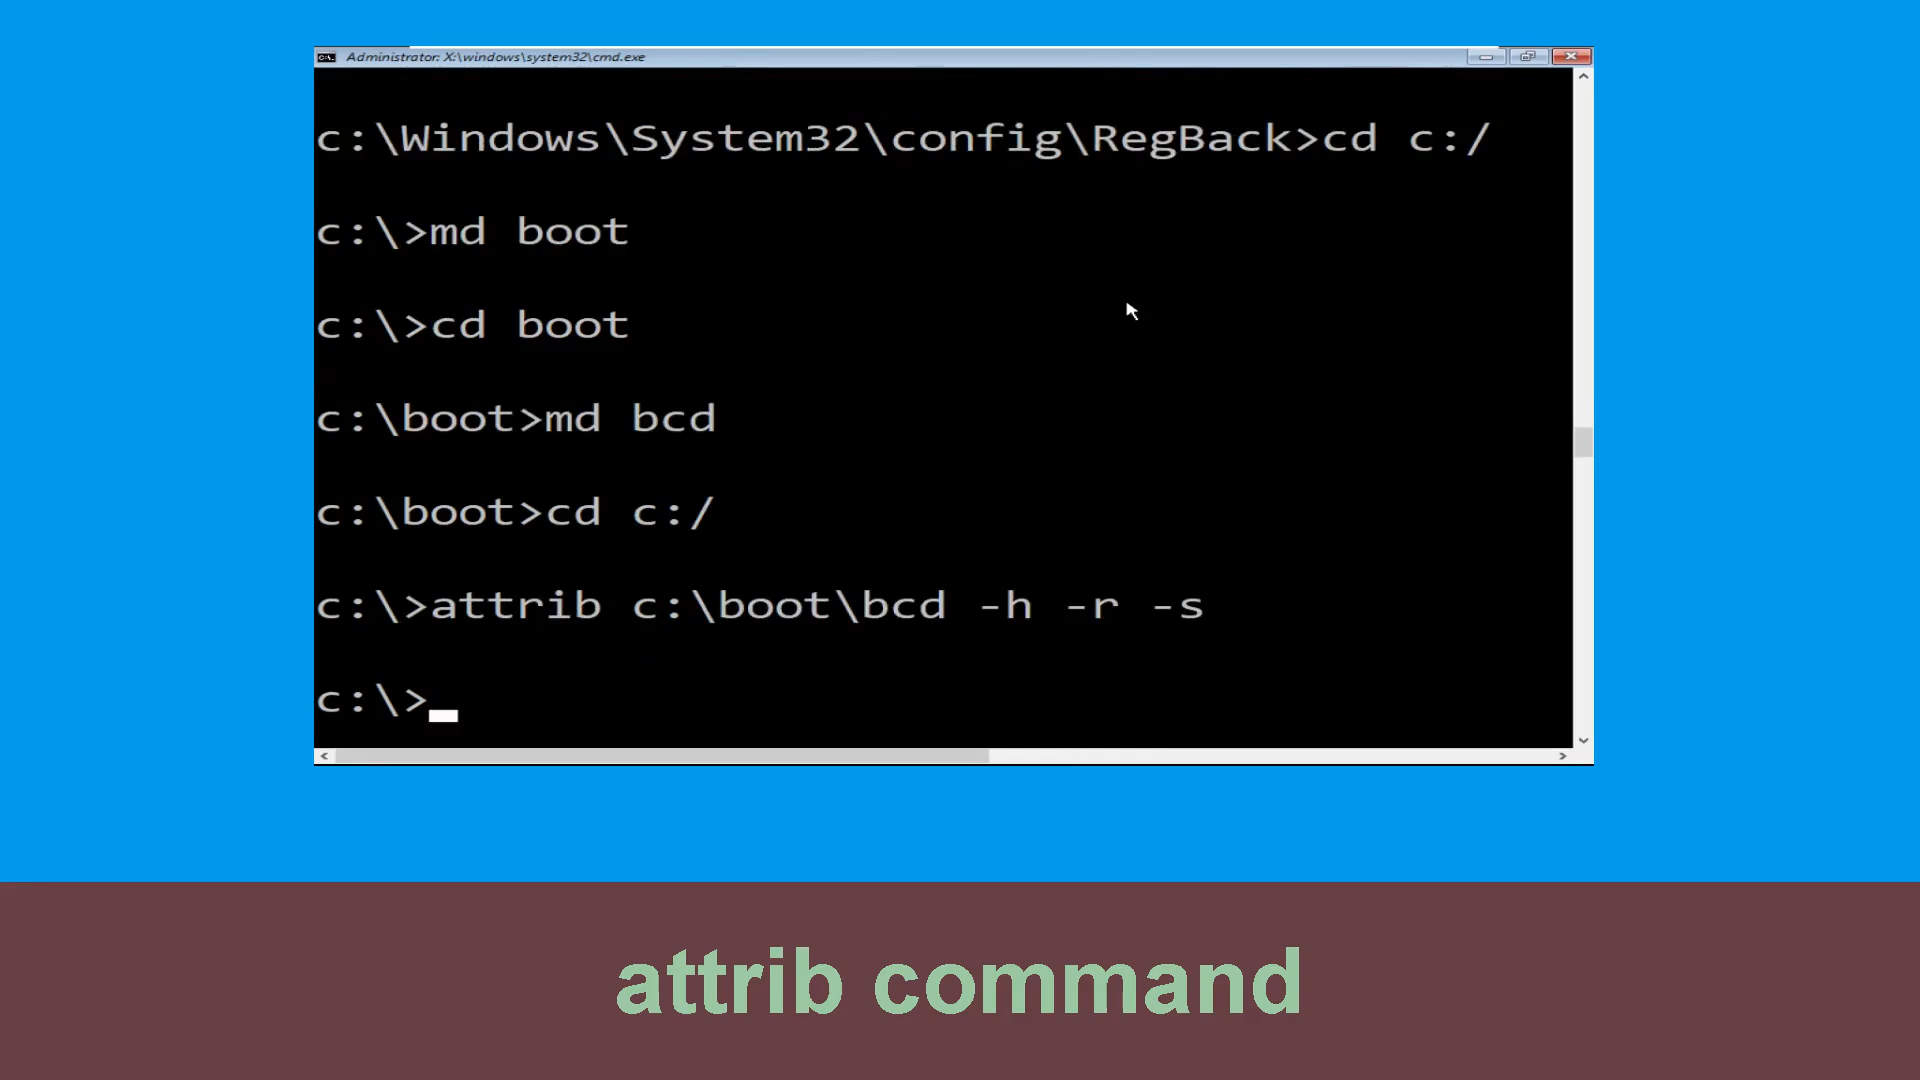 Administrator: X:\windows\system32\cmd.exe
c:\Windows\System32\config\RegBack>cd c:/
c:\>md boot
c:\>cd boot
c:\boot>md bcd
c:\boot>cd c:/
c:\>attrib c:\boot\bcd -h -r -s
c:\>
attrib command